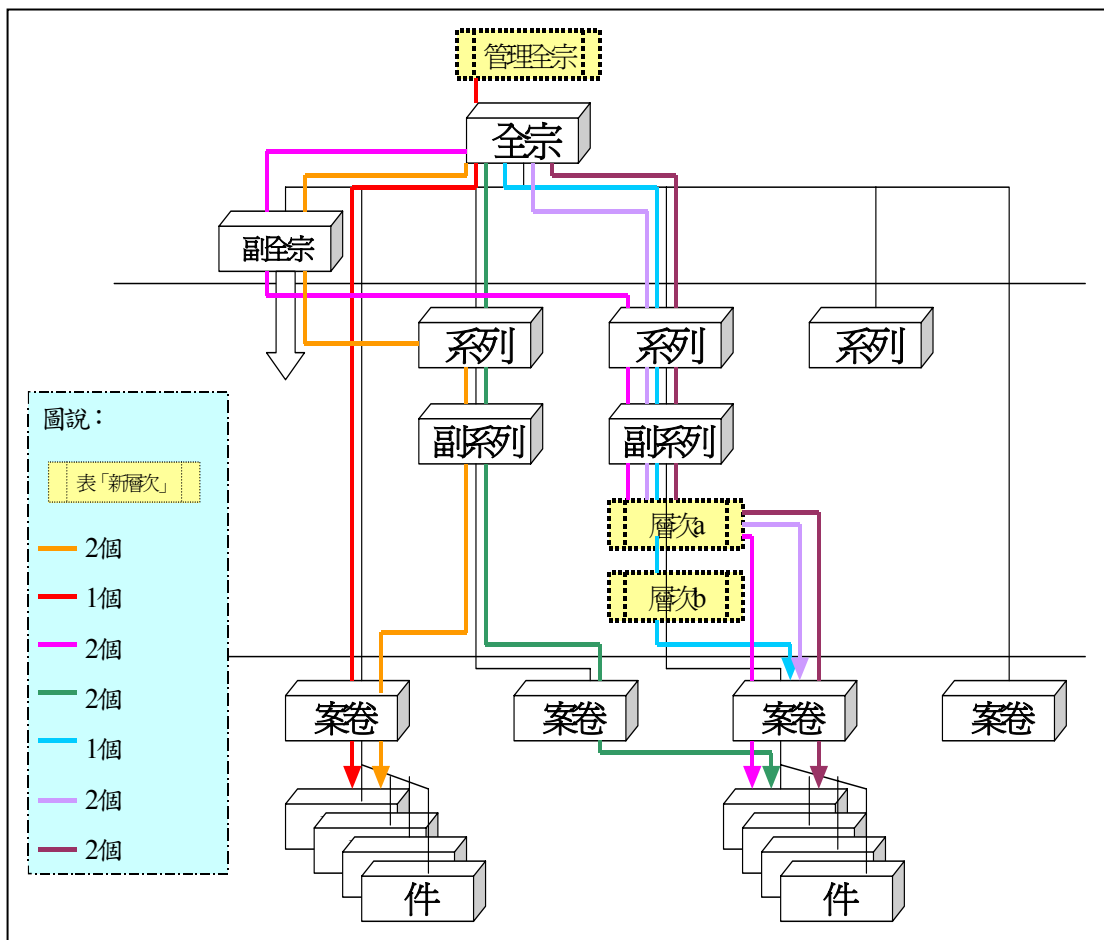 管理全宗
全宗
副全宗
系列
系列
系列
副系列
副系列
圖說：
表「新層次」
2個
1個
2個
2個
1個
2個
2個
層次a
層次b
案卷
案卷
案卷
案卷
件
件